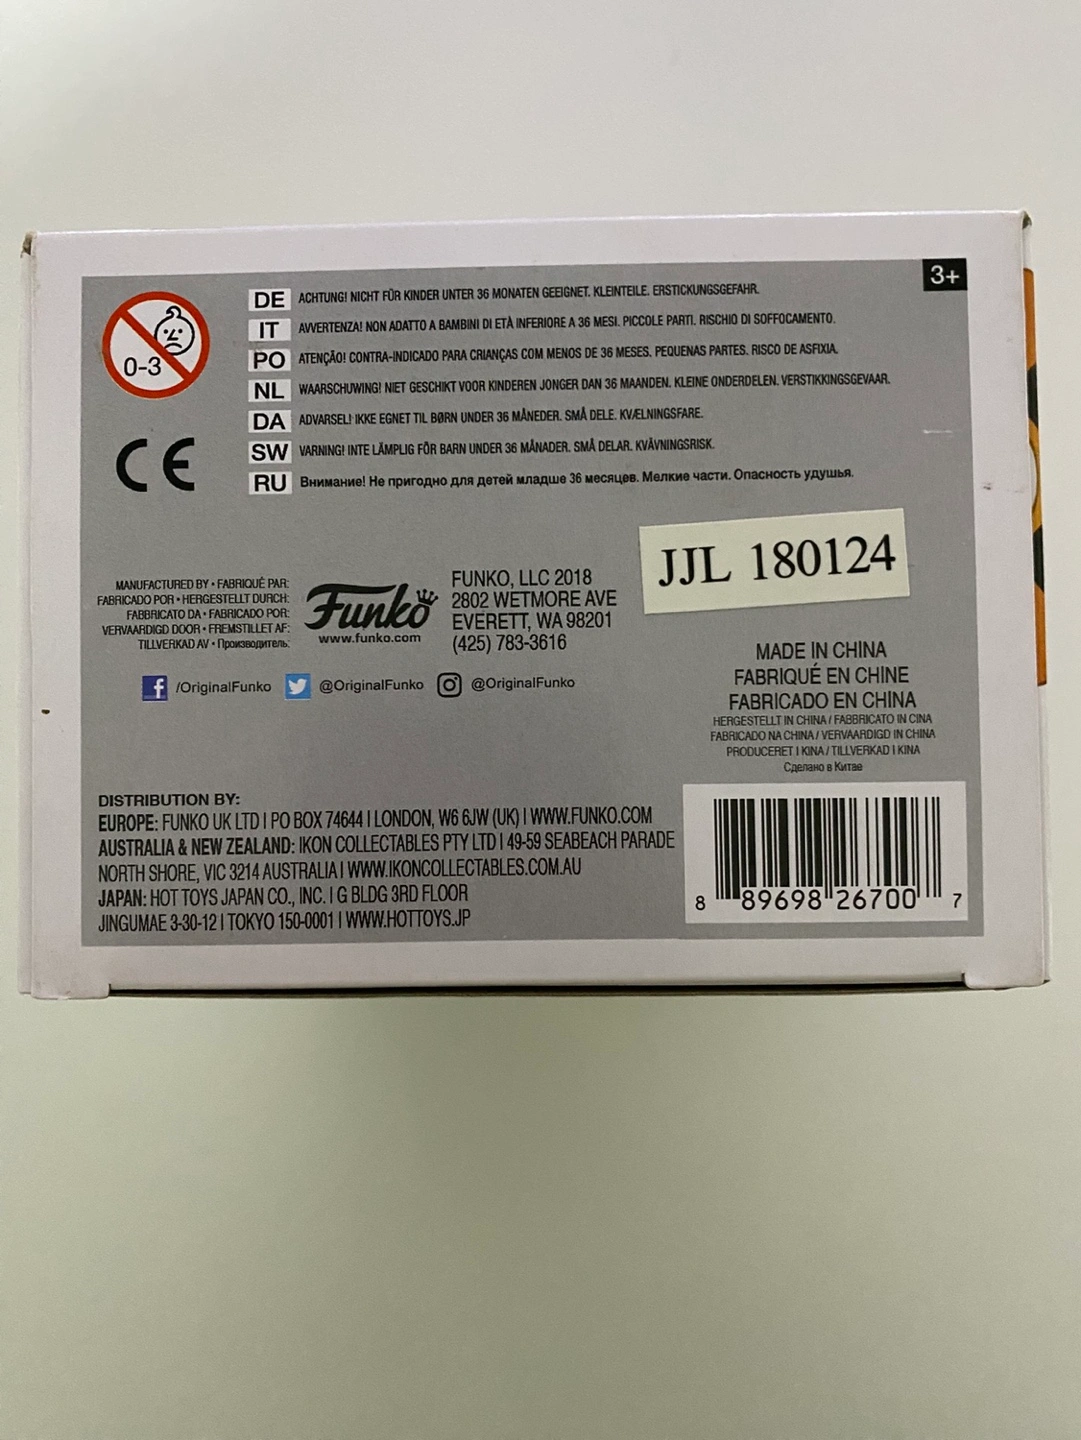 3+
0-3
DE ACHTUNG! NICHT FÜR KINDER UNTER 36 MONATEN GEEIGNET. KLEINTEILE. ERSTICKUNGSGEFAHR.
IT AVVERTENZA! NON ADATTO A BAMBINI DI ETÀ INFERIORE A 36 MESI. PICCOLE PARTI. RISCHIO DI SOFFOCAMENTO.
PO ATENÇÃO! CONTRA-INDICADO PARA CRIANÇAS COM MENOS DE 36 MESES. PEQUENAS PARTES. RISCO DE ASFIXIA.
NL WAARSCHUWING! NIET GESCHIKT VOOR KINDEREN JONGER DAN 36 MAANDEN. KLEINE ONDERDELEN. VERSTIKKINGSGEVAAR.
DA ADVARSEL! IKKE EGNET TIL BØRN UNDER 36 MÅNEDER. SMÅ DELE. KVÆLNINGSFARE.
SW VARNING! INTE LÄMPLIG FÖR BARN UNDER 36 MÅNADER. SMÅ DELAR. KVÄVNINGSRISK.
RU Внимание! Не пригодно для детей младше 36 месяцев. Мелкие части. Опасность удушья.
CE
JJL 180124
MANUFACTURED BY • FABRIQUÉ PAR:
FABRICADO POR • HERGESTELLT DURCH:
FABBRICATO DA • FABRICADO POR:
VERVAARDIGD DOOR • FREMSTILLET AF:
TILLVERKAD AV • Производитель:
Funko
www.funko.com
FUNKO, LLC 2018
2802 WETMORE AVE
EVERETT, WA 98201
(425) 783-3616
/OriginalFunko @OriginalFunko @OriginalFunko
MADE IN CHINA
FABRIQUÉ EN CHINE
FABRICADO EN CHINA
HERGESTELLT IN CHINA / FABBRICATO IN CINA
FABRICADO NA CHINA / VERVAARDIGD IN CHINA
PRODUCERET I KINA / TILLVERKAD I KINA
Сделано в Китае
DISTRIBUTION BY:
EUROPE: FUNKO UK LTD | PO BOX 74644 | LONDON, W6 6JW (UK) | WWW.FUNKO.COM
AUSTRALIA & NEW ZEALAND: IKON COLLECTABLES PTY LTD | 49-59 SEABEACH PARADE
NORTH SHORE, VIC 3214 AUSTRALIA | WWW.IKONCOLLECTABLES.COM.AU
JAPAN: HOT TOYS JAPAN CO., INC. | G BLDG 3RD FLOOR
JINGUMAE 3-30-12 | TOKYO 150-0001 | WWW.HOTTOYS.JP
8 89698 26700 7